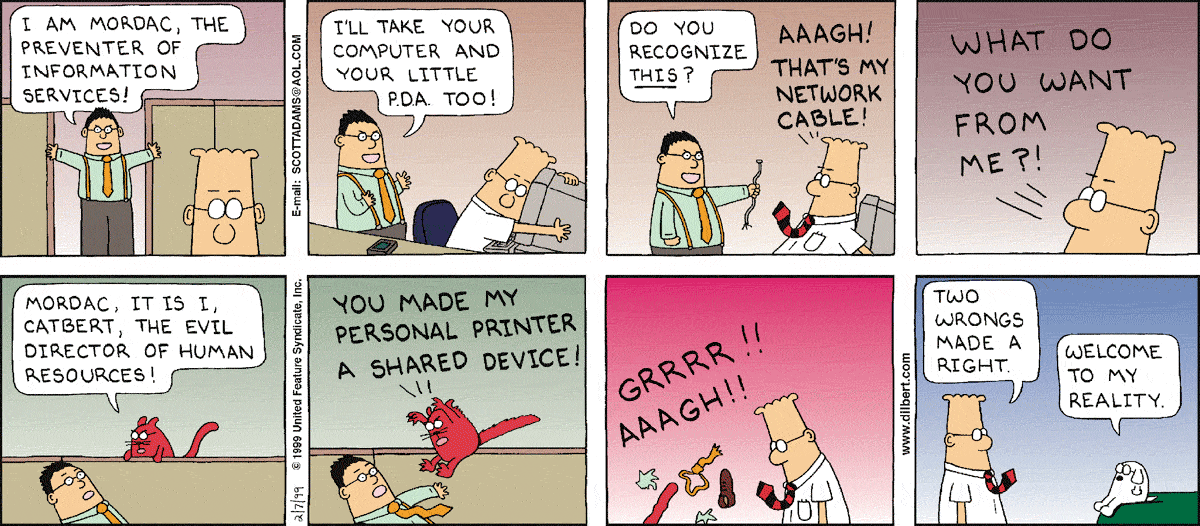 I AM MORDAC, THE
PREVENTER OF
INFORMATION
SERVICES!
E-mail: SCOTTADAMS@AOL.COM
I'LL TAKE YOUR
COMPUTER AND
YOUR LITTLE
P.D.A. TOO!
DO YOU
RECOGNIZE
THIS?
AAAGH!
THAT'S MY
NETWORK
CABLE!
WHAT DO
YOU WANT
FROM
ME?!
MORDAC, IT IS I,
CATBERT, THE EVIL
DIRECTOR OF HUMAN
RESOURCES!
2/7/99 © 1999 United Feature Syndicate, Inc.
YOU MADE MY
PERSONAL PRINTER
A SHARED DEVICE!
GRRRR!!
AAAGH!!
www.dilbert.com
TWO
WRONGS
MADE A
RIGHT.
WELCOME
TO MY
REALITY.